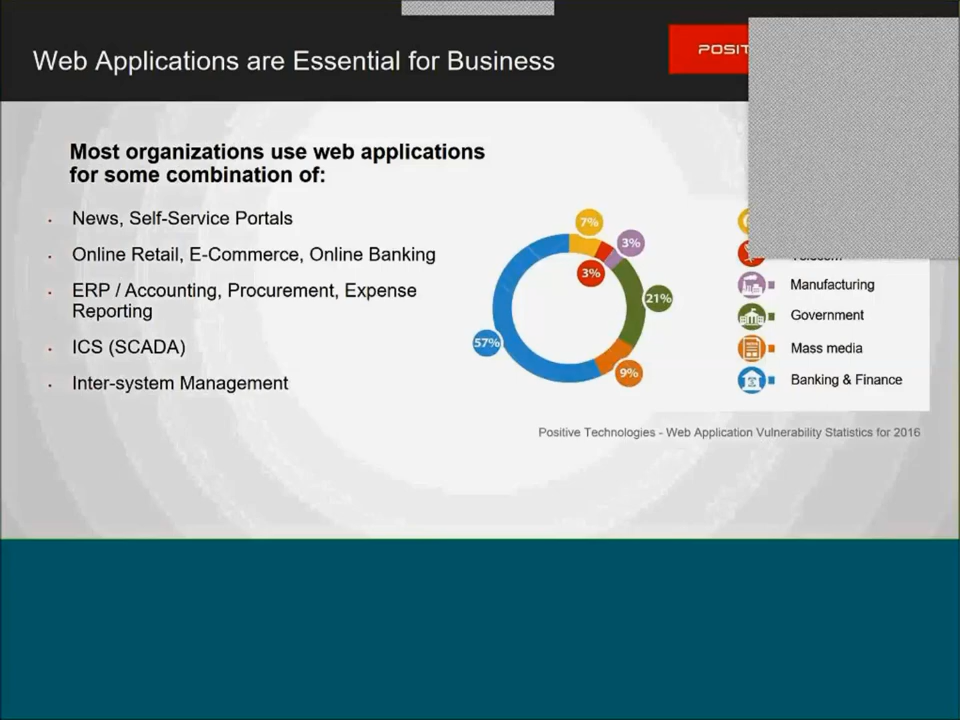 Web Applications are Essential for Business
POSIT
Most organizations use web applications
for some combination of:
• News, Self-Service Portals
• Online Retail, E-Commerce, Online Banking
• ERP / Accounting, Procurement, Expense
Reporting
• ICS (SCADA)
• Inter-system Management
7%
3%
3%
21%
57%
9%
Telecom
Manufacturing
Government
Mass media
Banking & Finance
Positive Technologies - Web Application Vulnerability Statistics for 2016